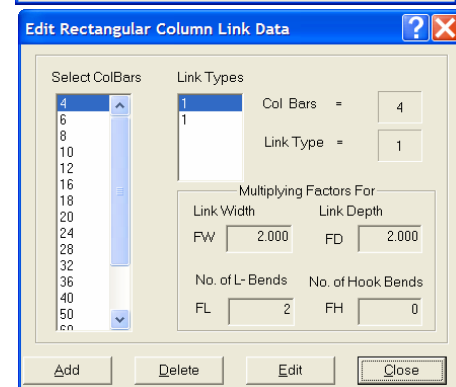 Edit Rectangular Column Link Data
Select ColBars
Link Types
4
6
8
10
12
16
18
20
24
28
32
36
40
50
1
1
Col Bars = 4
Link Type = 1
Multiplying Factors For
Link Width Link Depth
FW 2.000 FD 2.000
No. of L- Bends No. of Hook Bends
FL 2 FH 0
Add Delete Edit Close